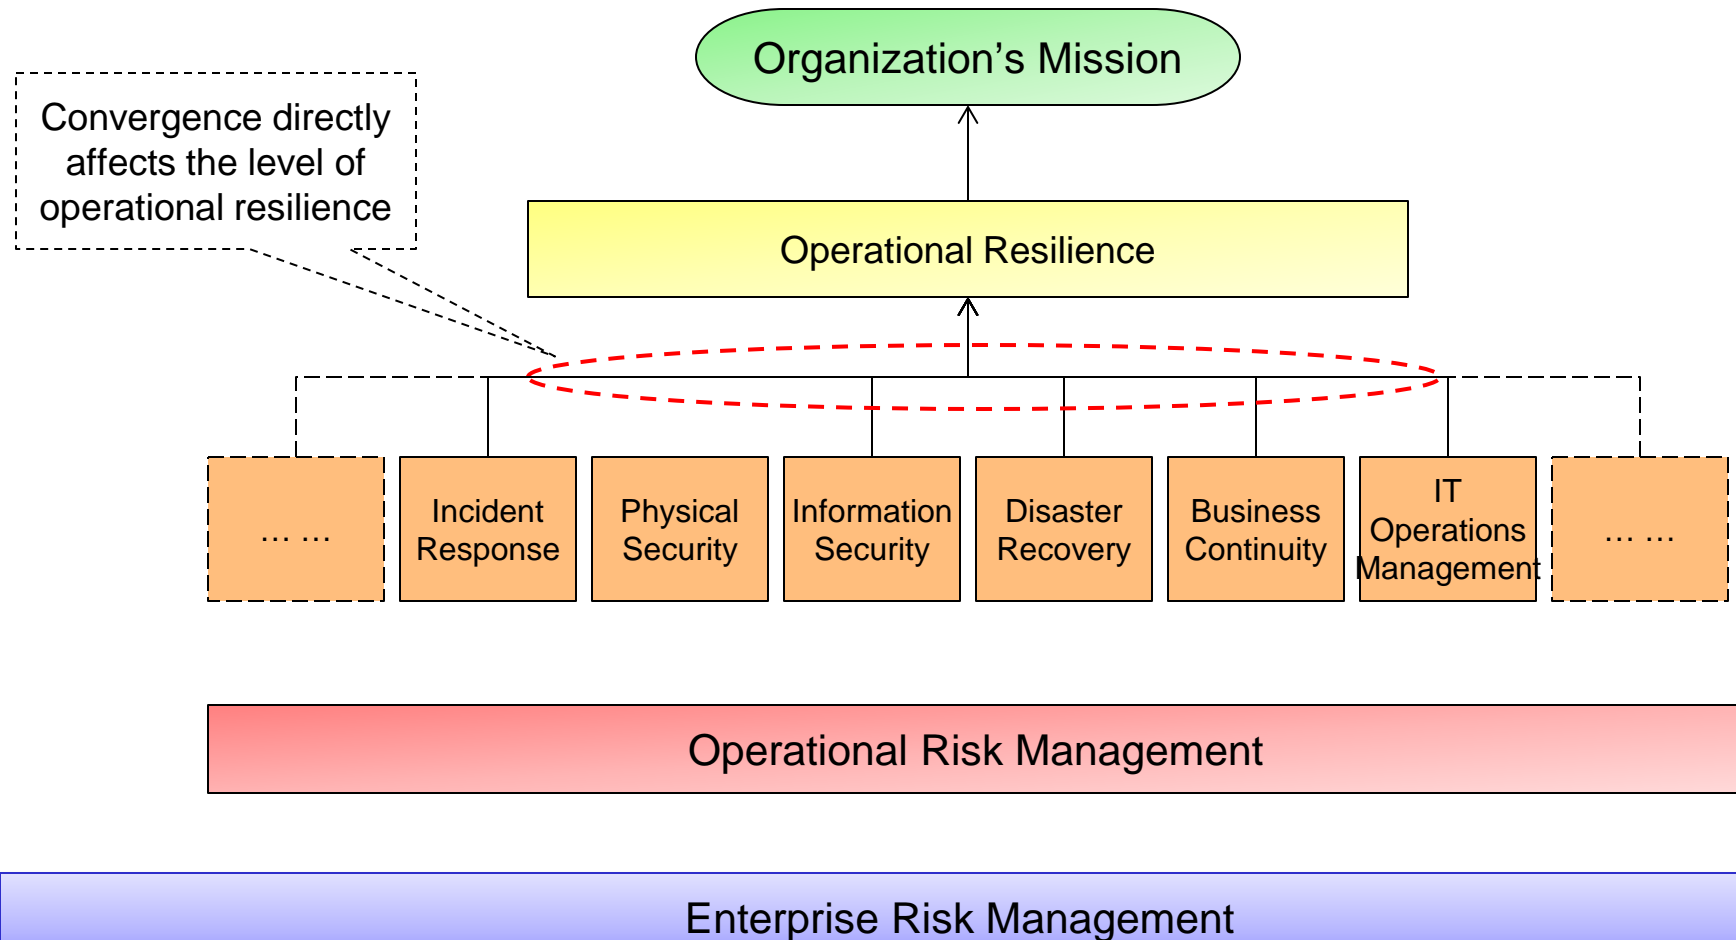 Organization’s Mission
Convergence directly
affects the level of
operational resilience
Operational Resilience
… …
Incident
Response
Physical
Security
Information
Security
Disaster
Recovery
Business
Continuity
IT
Operations
Management
… …
Operational Risk Management
Enterprise Risk Management